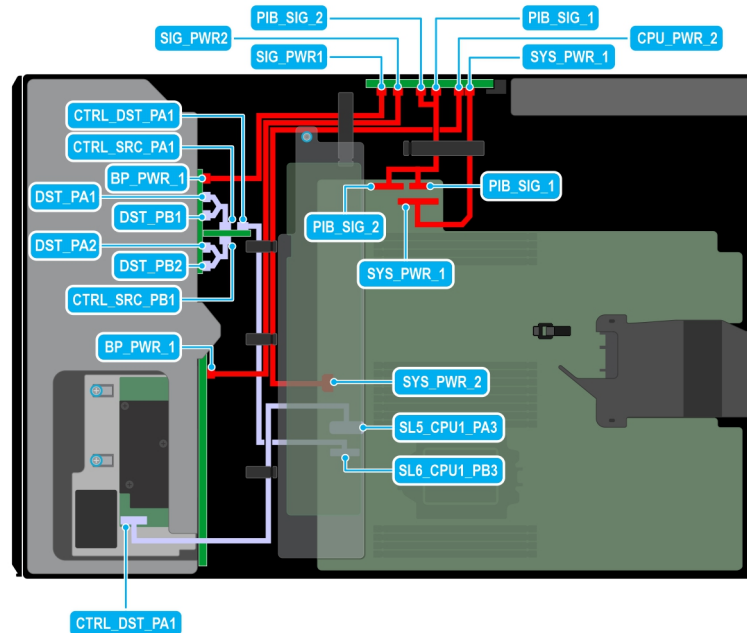 PIB_SIG_2
PIB_SIG_1
SIG_PWR2
CPU_PWR_2
SIG_PWR1
SYS_PWR_1
CTRL_DST_PA1
CTRL_SRC_PA1
BP_PWR_1
DST_PA1
DST_PB1
DST_PA2
DST_PB2
CTRL_SRC_PB1
PIB_SIG_1
PIB_SIG_2
SYS_PWR_1
BP_PWR_1
SYS_PWR_2
SL5_CPU1_PA3
SL6_CPU1_PB3
CTRL_DST_PA1